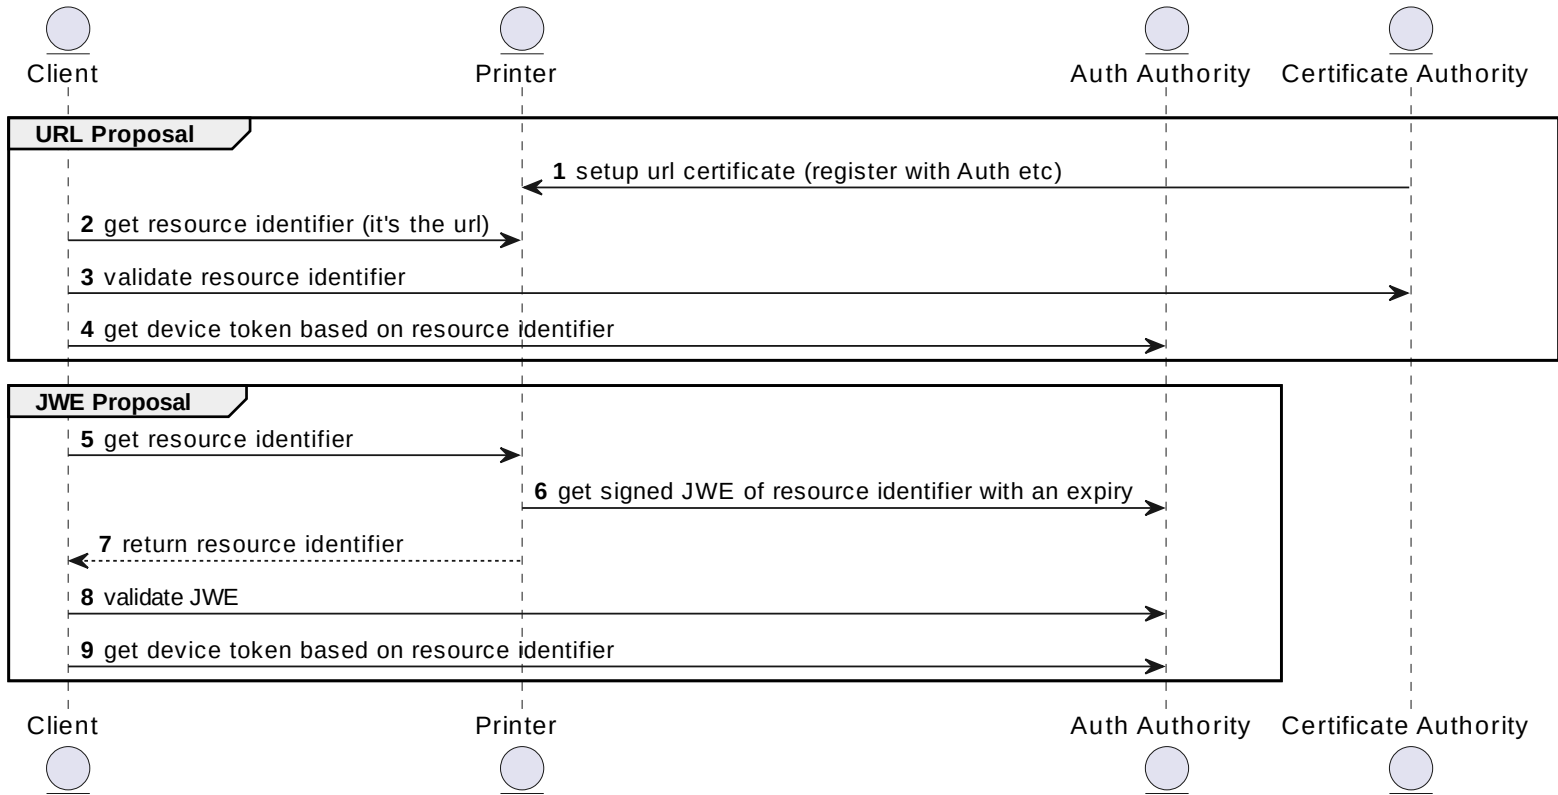 Client
Printer
Auth Authority
Certificate Authority
URL Proposal
1 setup url certificate (register with Auth etc)
2 get resource identifier (it's the url)
3 validate resource identifier
4 get device token based on resource identifier
JWE Proposal
5 get resource identifier
6 get signed JWE of resource identifier with an expiry
7 return resource identifier
8 validate JWE
9 get device token based on resource identifier
Client
Printer
Auth Authority
Certificate Authority